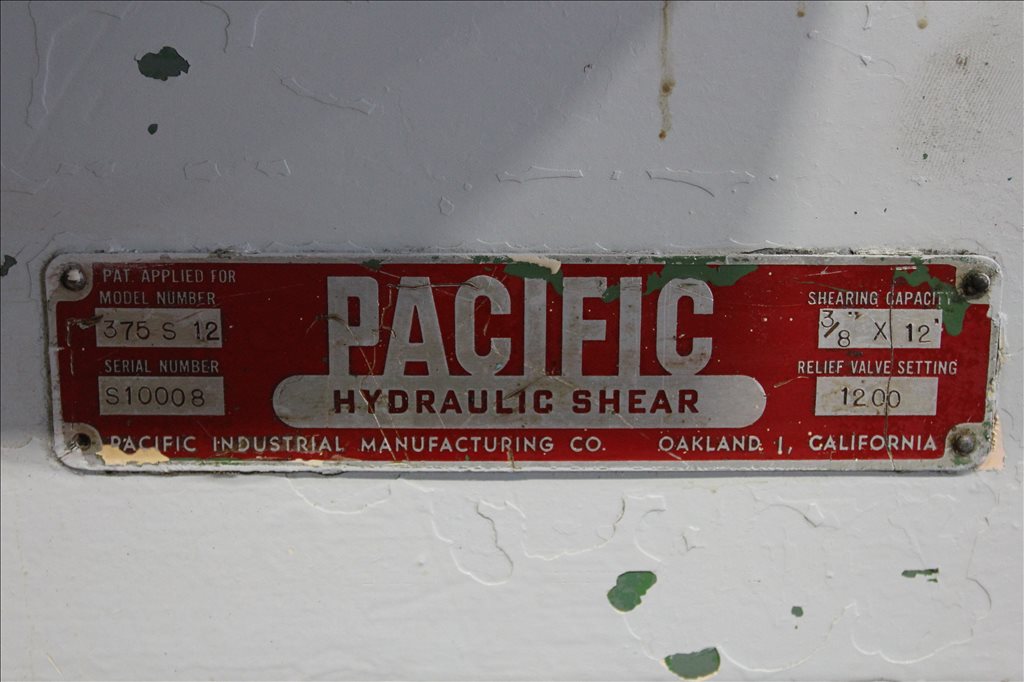 PAT. APPLIED FOR
MODEL NUMBER
375 S 12
SERIAL NUMBER
S10008
PACIFIC
HYDRAULIC SHEAR
SHEARING CAPACITY
3/8" X 12'
RELIEF VALVE SETTING
1200
PACIFIC INDUSTRIAL MANUFACTURING CO. OAKLAND 1, CALIFORNIA